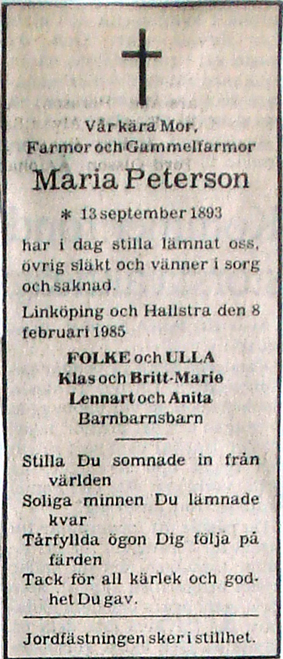 Vår kära Mor,
Farmor och Gammelfarmor
Maria Peterson
* 13 september 1893
har i dag stilla lämnat oss,
övrig släkt och vänner i sorg
och saknad.
Linköping och Hallstra den 8
februari 1985
FOLKE och ULLA
Klas och Britt-Marie
Lennart och Anita
Barnbarnsbarn
Stilla Du somnade in från
världen
Soliga minnen Du lämnade
kvar
Tårfyllda ögon Dig följa på
färden
Tack för all kärlek och god-
het Du gav.
Jordfästningen sker i stillhet.